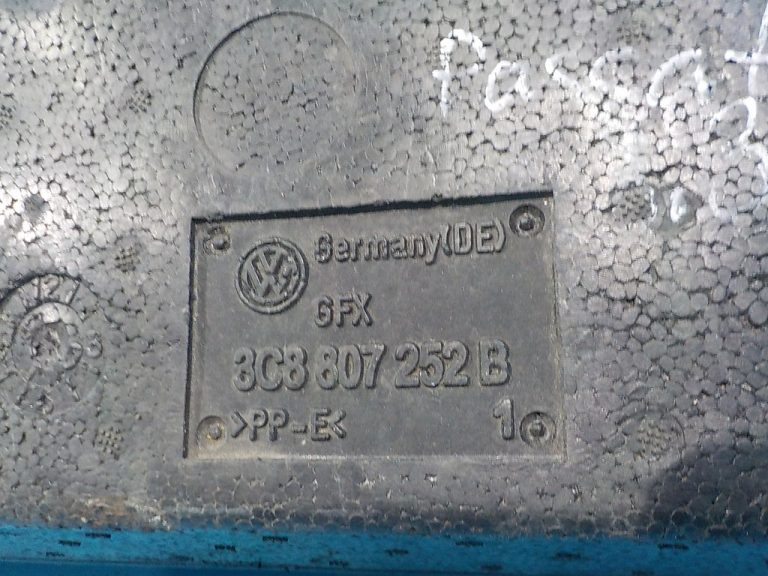 Passat
Germany(DE)
GFX
3C8 807 252 B
>PP-E< 1